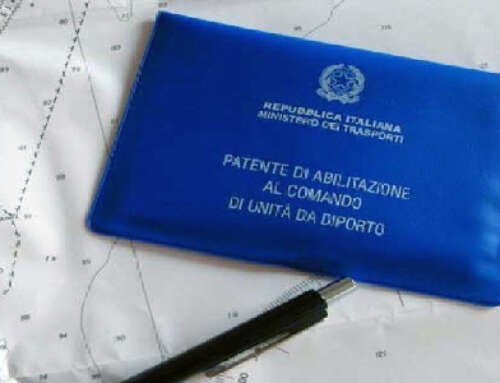 REPUBBLICA ITALIANA
MINISTERO DEI TRASPORTI
PATENTE DI ABILITAZIONE
AL COMANDO
DI UNITÀ DA DIPORTO